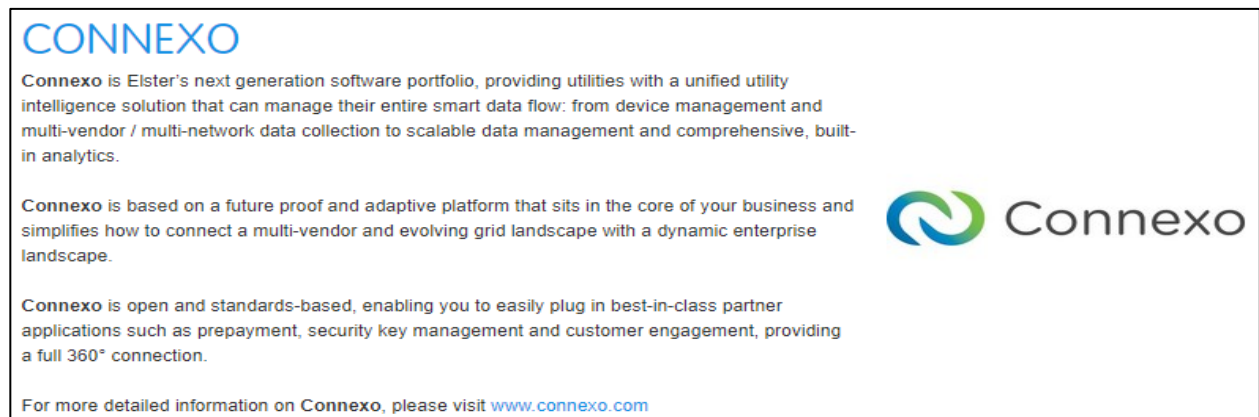 CONNEXO
Connexo is Elster's next generation software portfolio, providing utilities with a unified utility
intelligence solution that can manage their entire smart data flow: from device management and
multi-vendor / multi-network data collection to scalable data management and comprehensive, built-
in analytics.
Connexo is based on a future proof and adaptive platform that sits in the core of your business and
simplifies how to connect a multi-vendor and evolving grid landscape with a dynamic enterprise
landscape.
Connexo is open and standards-based, enabling you to easily plug in best-in-class partner
applications such as prepayment, security key management and customer engagement, providing
a full 360° connection.
For more detailed information on Connexo, please visit www.connexo.com
Connexo